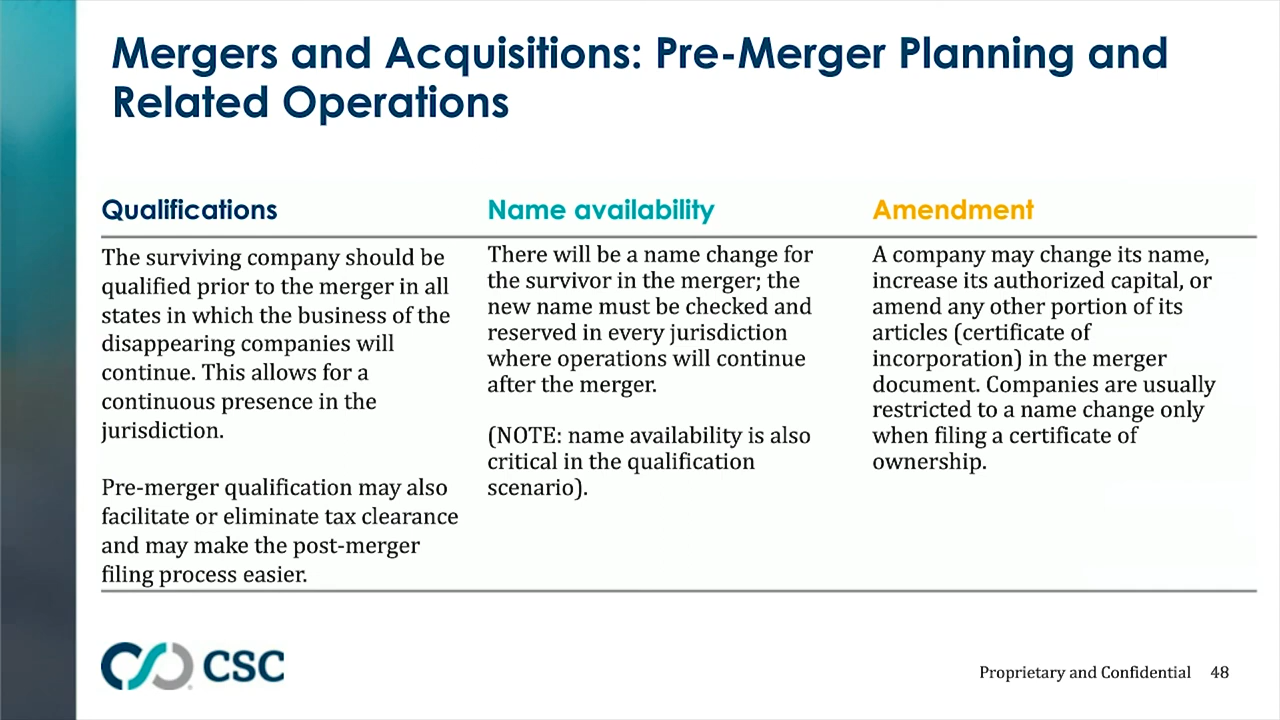 Mergers and Acquisitions: Pre-Merger Planning and
Related Operations
Qualifications
The surviving company should be
qualified prior to the merger in all
states in which the business of the
disappearing companies will
continue. This allows for a
continuous presence in the
jurisdiction.
Pre-merger qualification may also
facilitate or eliminate tax clearance
and may make the post-merger
filing process easier.
Name availability
There will be a name change for
the survivor in the merger; the
new name must be checked and
reserved in every jurisdiction
where operations will continue
after the merger.
(NOTE: name availability is also
critical in the qualification
scenario).
Amendment
A company may change its name,
increase its authorized capital, or
amend any other portion of its
articles (certificate of
incorporation) in the merger
document. Companies are usually
restricted to a name change only
when filing a certificate of
ownership.
CSC
Proprietary and Confidential 48